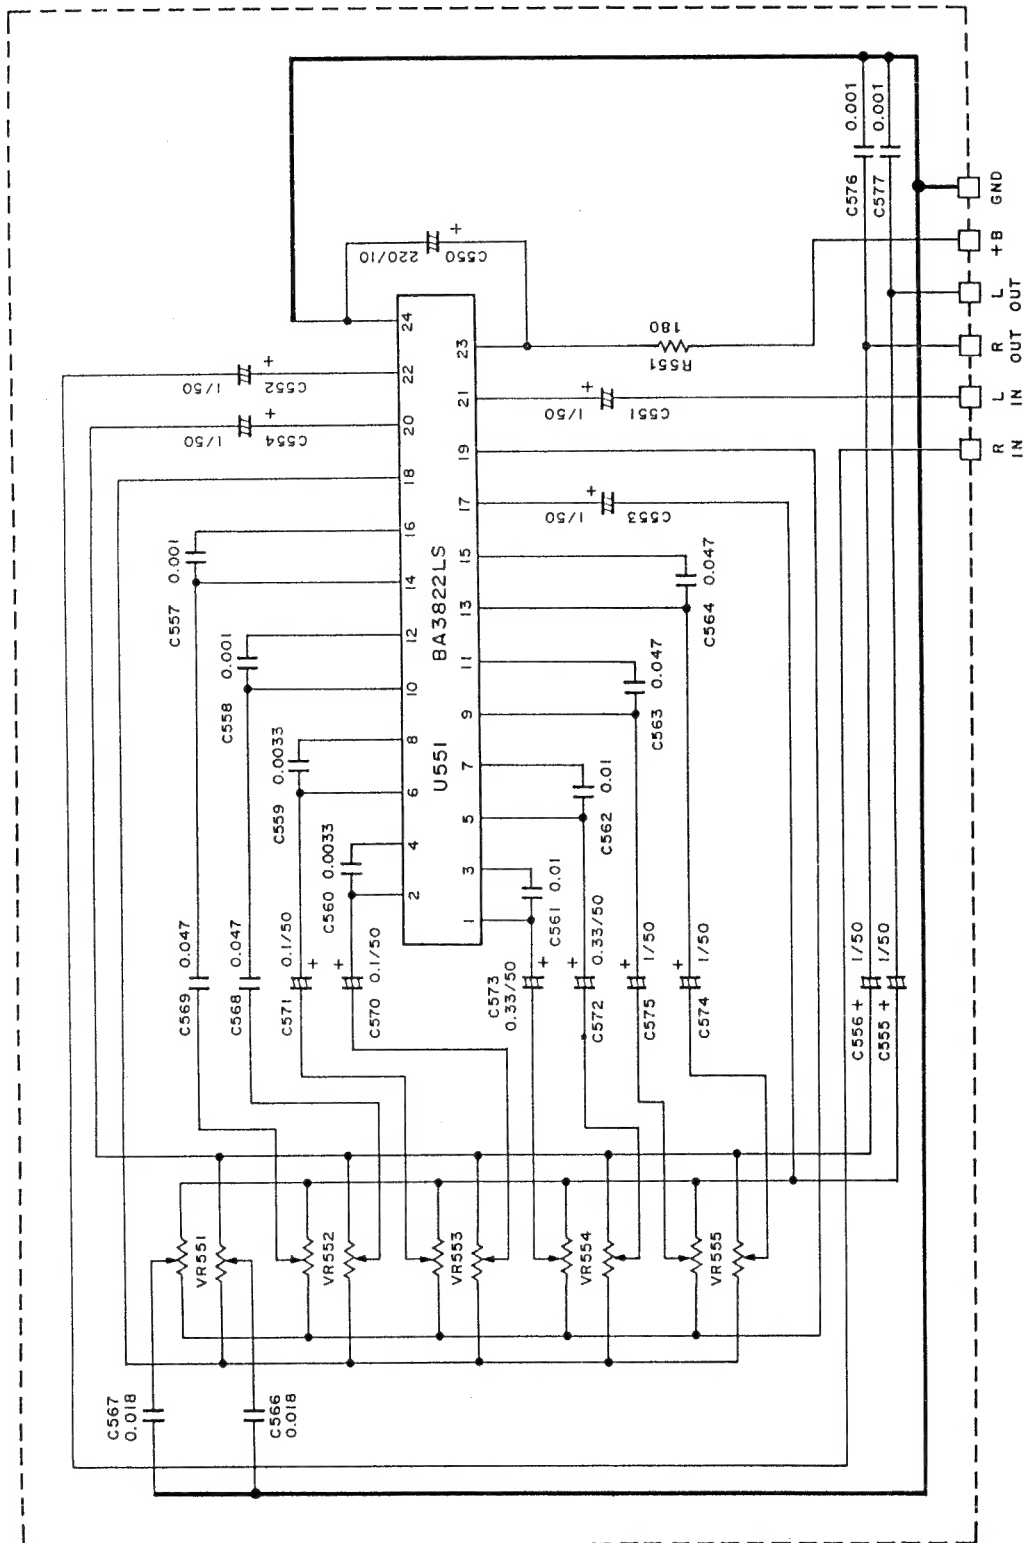 C576 0.001
C577 0.001
GND
+B
L OUT
R OUT
L IN
R IN
220/10
C550
24
23
180
R551
1/50
C552
22
1/50
C554
20
21
1/50
C551
18
19
17
1/50
C553
0.001
C557
16
14
BA3822LS
15
13
0.047
C564
0.001
C558
12
10
11
9
0.047
C563
0.0033
C559
8
6
U551
7
5
0.01
C562
0.0033
C560
4
2
3
1
0.01
C561
C569 0.047
C568 0.047
C571 0.1/50
C570 0.1/50
C573
0.33/50
C572 0.33/50
C575 1/50
C574 1/50
C556 + 1/50
C555 + 1/50
VR551
VR552
VR553
VR554
VR555
C567
0.018
C566
0.018